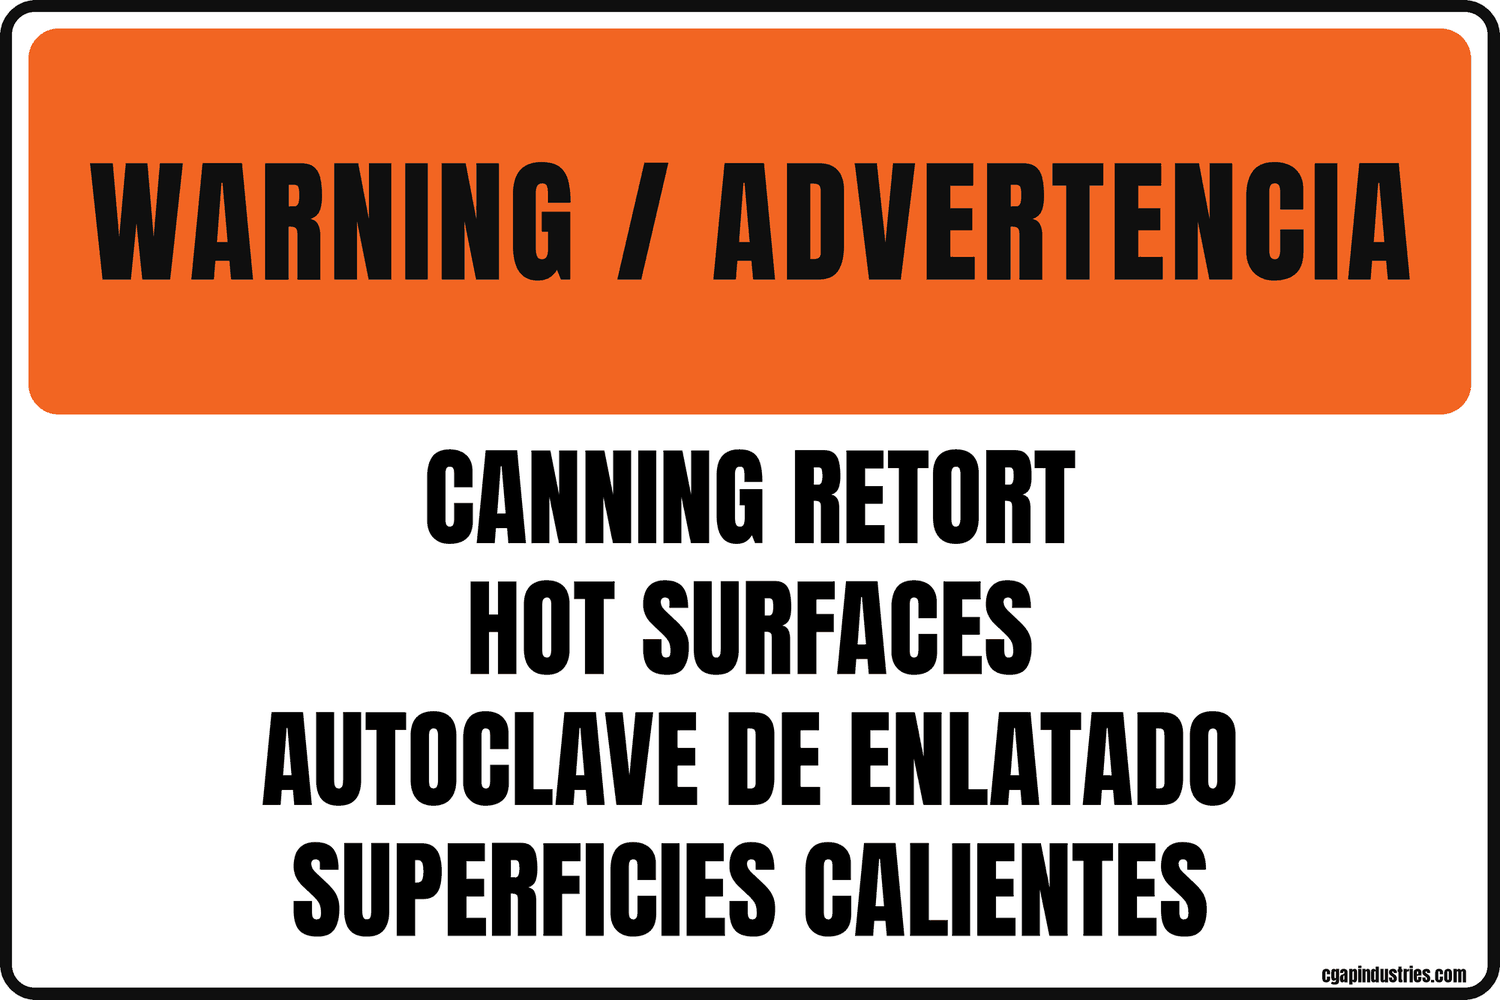 WARNING / ADVERTENCIA
CANNING RETORT
HOT SURFACES
AUTOCLAVE DE ENLATADO
SUPERFICIES CALIENTES
cgapindustries.com